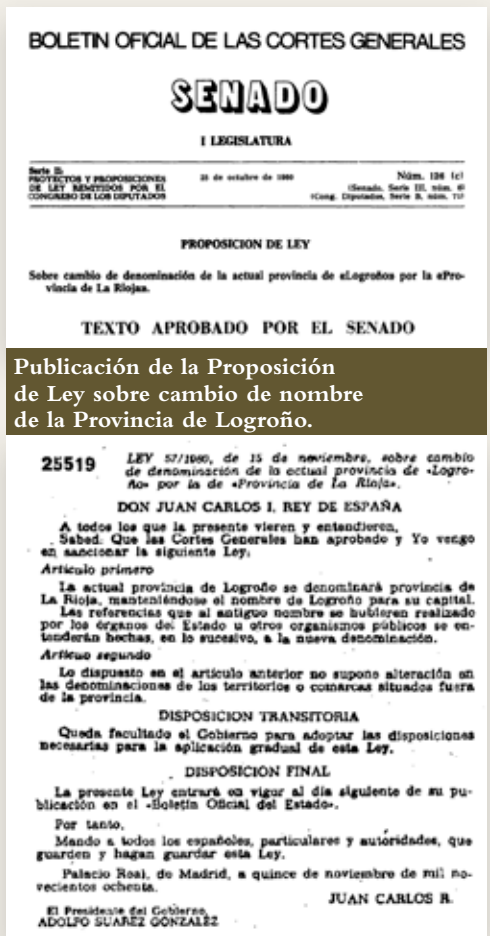 BOLETIN OFICIAL DE LAS CORTES GENERALES
SENADO
I LEGISLATURA
Serie II:
PROYECTOS Y PROPOSICIONES
DE LEY REMITIDOS POR EL
CONGRESO DE LOS DIPUTADOS
25 de octubre de 1980
Núm. 126 (c)
(Senado, Serie III, núm. 6)
(Cong. Diputados, Serie B, núm. 71)
PROPOSICION DE LEY
Sobre cambio de denominación de la actual provincia de «Logroño» por la «Pro-
vincia de La Rioja».
TEXTO APROBADO POR EL SENADO
Publicación de la Proposición
de Ley sobre cambio de nombre
de la Provincia de Logroño.
25519
LEY 57/1980, de 15 de noviembre, sobre cambio
de denominación de la actual provincia de «Logro-
ño» por la de «Provincia de La Rioja».
DON JUAN CARLOS I, REY DE ESPAÑA
A todos los que la presente vieren y entendieren,
Sabed: Que las Cortes Generales han aprobado y Yo vengo
en sancionar la siguiente Ley:
Artículo primero
La actual provincia de Logroño se denominará provincia de
La Rioja, manteniéndose el nombre de Logroño para su capital.
Las referencias que al antiguo nombre se hubieren realizado
por los órganos del Estado u otros organismos públicos se en-
tenderán hechas, en lo sucesivo, a la nueva denominación.
Artícuo segundo
Lo dispuesto en el artículo anterior no supone alteración en
las denominaciones de los territorios o comarcas situados fuera
de la provincia.
DISPOSICION TRANSITORIA
Queda facultado el Gobierno para adoptar las disposiciones
necesarias para la aplicación gradual de esta Ley.
DISPOSICION FINAL
La presente Ley entrará en vigor al día siguiente de su pu-
blicación en el «Boletín Oficial del Estado».
Por tanto,
Mando a todos los españoles, particulares y autoridades, que
guarden y hagan guardar esta Ley.
Palacio Real, de Madrid, a quince de noviembre de mil no-
vecientos ochenta.
JUAN CARLOS R.
El Presidente del Gobierno,
ADOLFO SUAREZ GONZALEZ